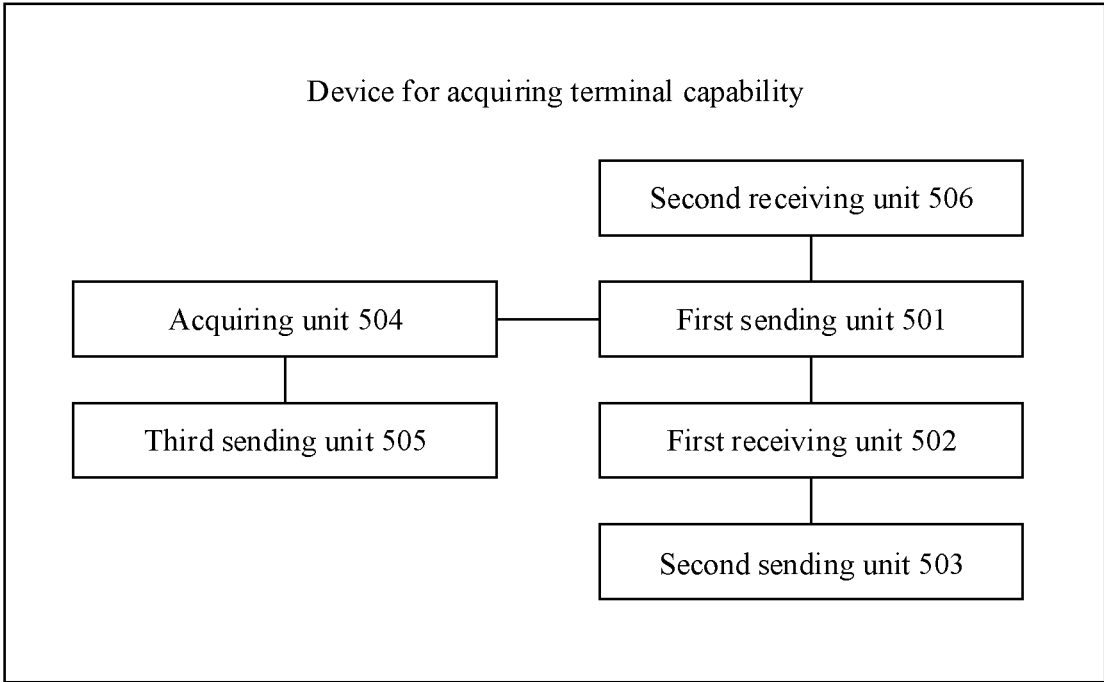 Device for acquiring terminal capability
Second receiving unit 506
Acquiring unit 504
First sending unit 501
Third sending unit 505
First receiving unit 502
Second sending unit 503